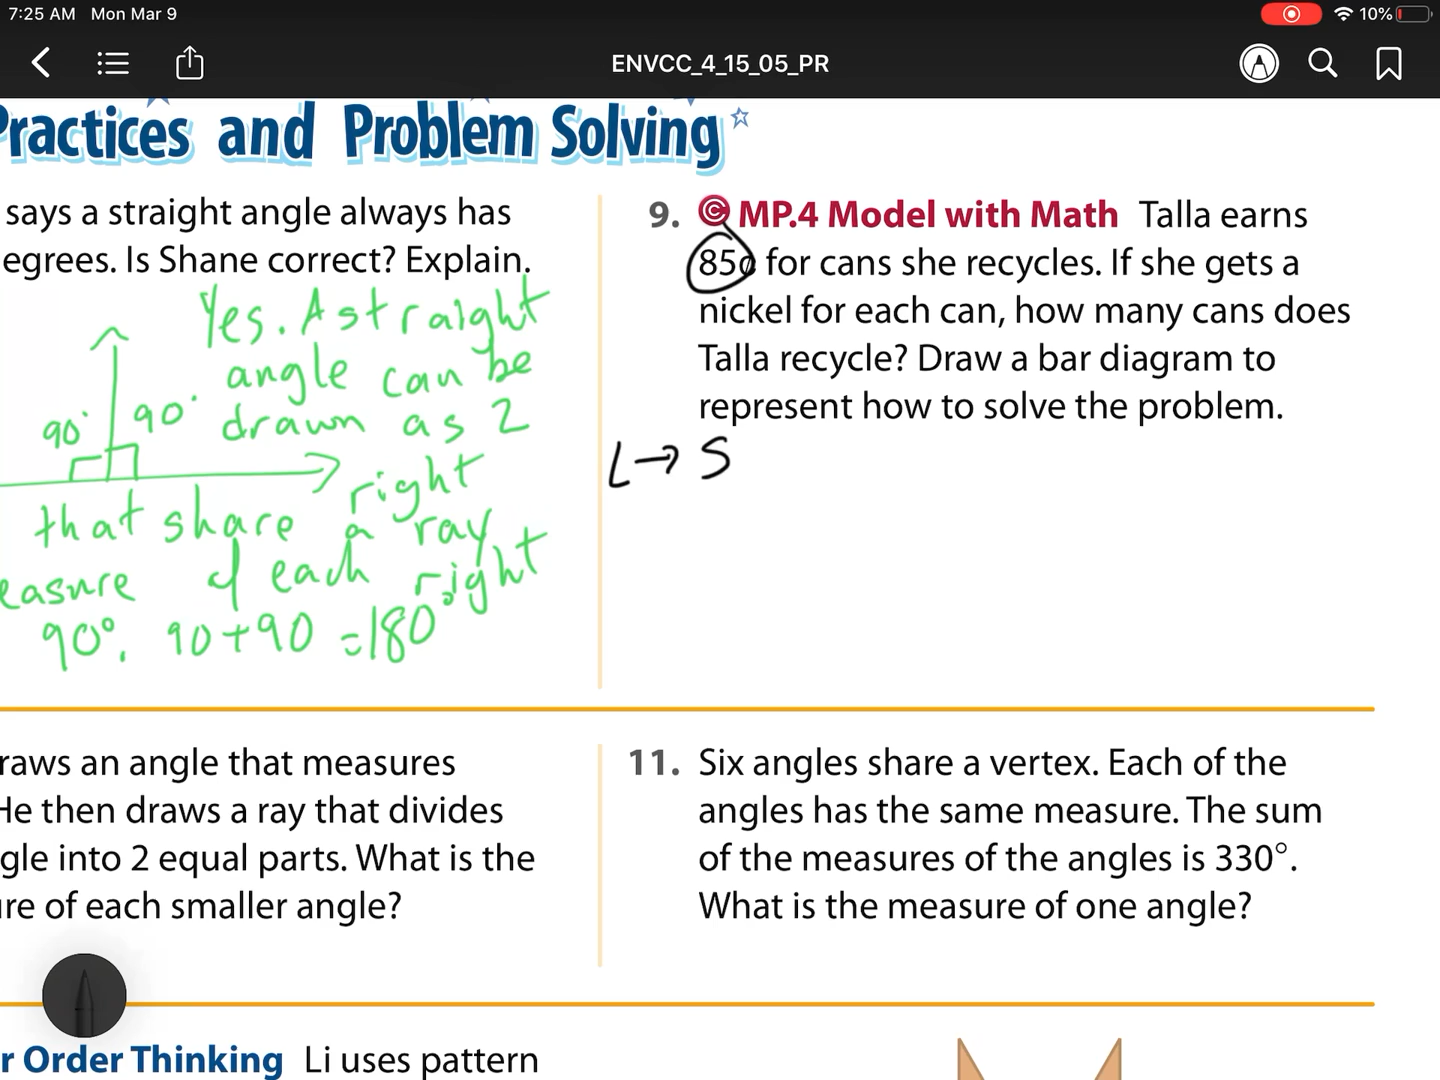 7:25 AM Mon Mar 9
10%
ENVCC_4_15_05_PR
Practices and Problem Solving
says a straight angle always has
egrees. Is Shane correct? Explain.
Yes. A straight
angle can be
90° 90° drawn as 2
right
that share a ray
easure of each right
90°. 90+90=180°
9. MP.4 Model with Math Talla earns
85¢ for cans she recycles. If she gets a
nickel for each can, how many cans does
Talla recycle? Draw a bar diagram to
represent how to solve the problem.
L→S
raws an angle that measures
He then draws a ray that divides
gle into 2 equal parts. What is the
ure of each smaller angle?
11. Six angles share a vertex. Each of the
angles has the same measure. The sum
of the measures of the angles is 330°.
What is the measure of one angle?
r Order Thinking Li uses pattern